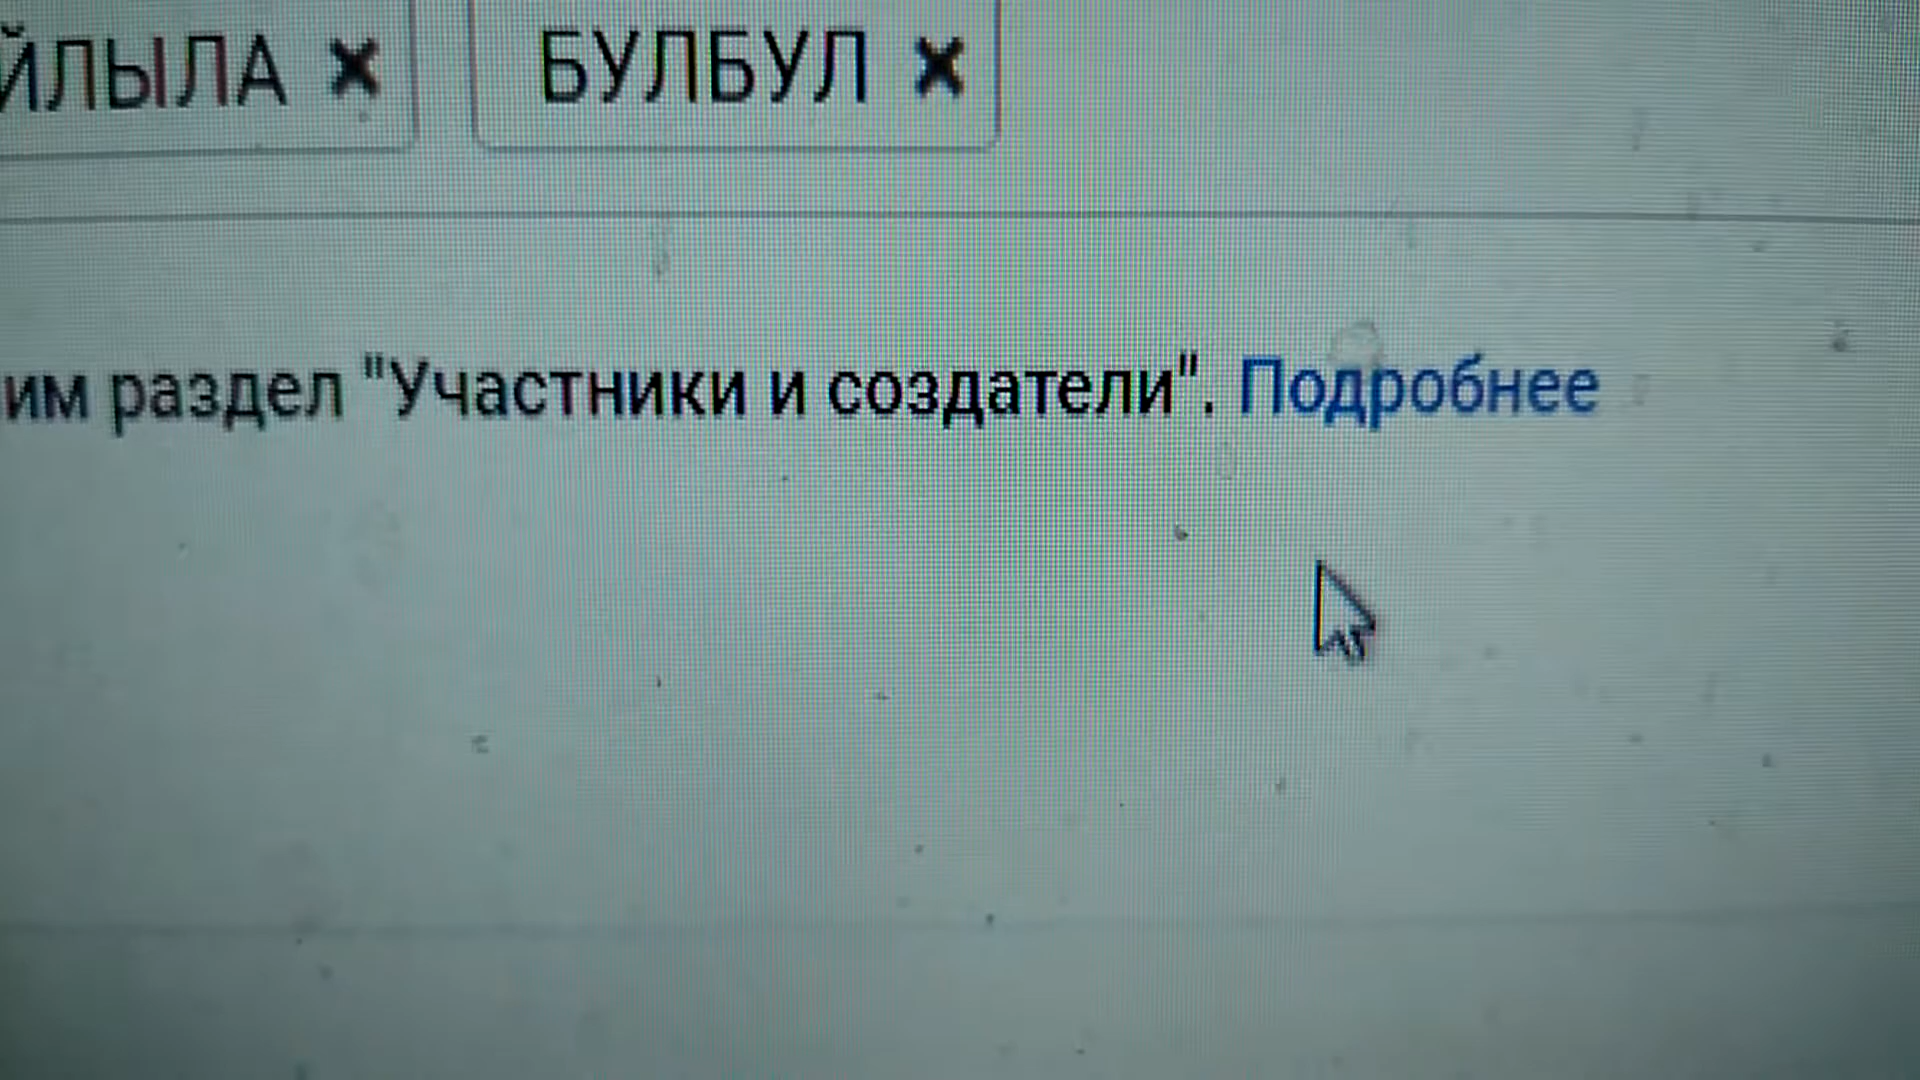 ЙЛЫЛА × БУЛБУЛ ×
им раздел "Участники и создатели". Подробнее